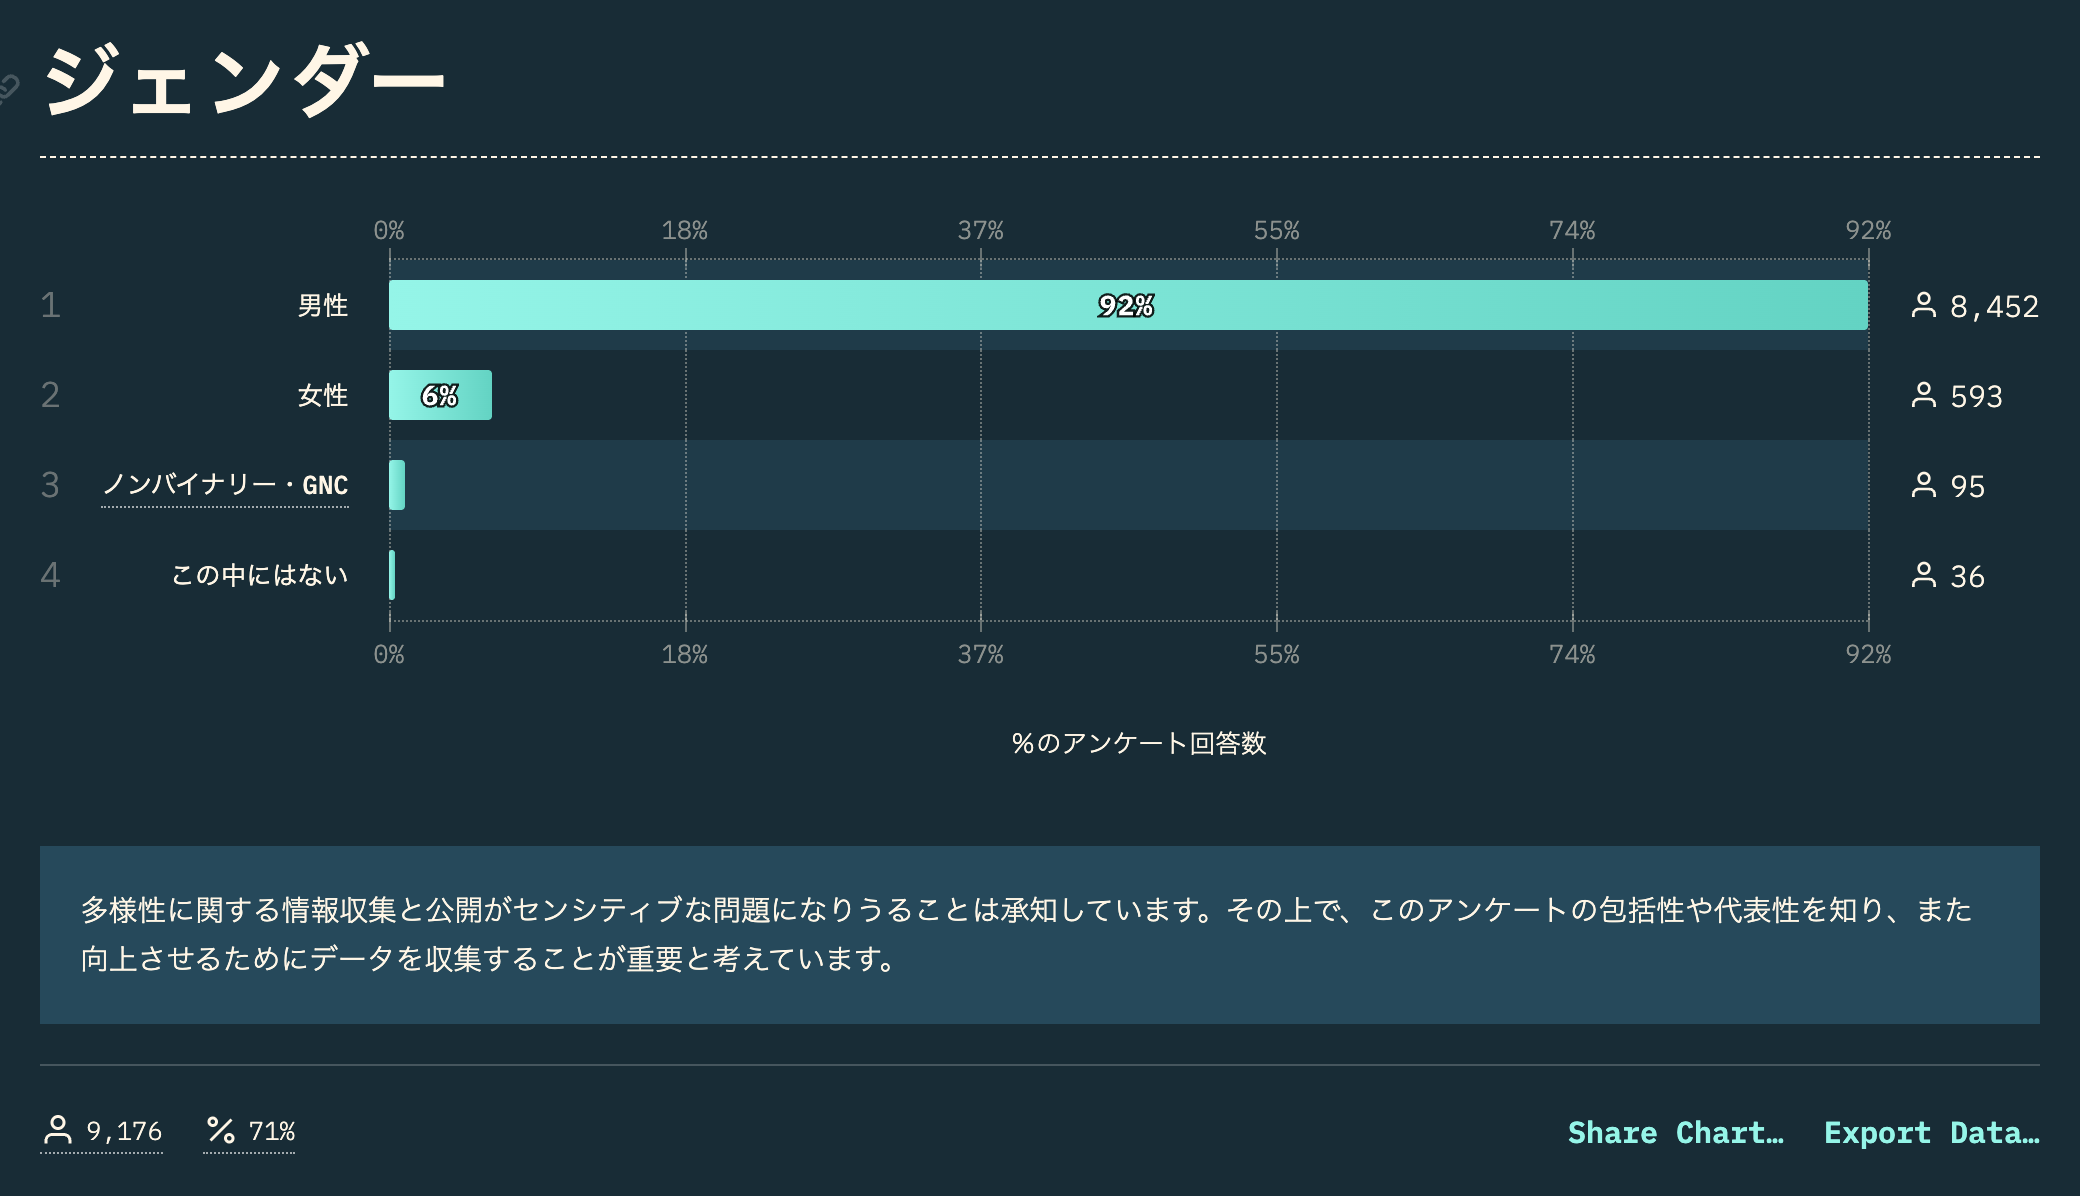 ジェンダー
0% 18% 37% 55% 74% 92%
1 男性 92% 8,452
2 女性 6% 593
3 ノンバイナリー・GNC 95
4 この中にはない 36
0% 18% 37% 55% 74% 92%
%のアンケート回答数
多様性に関する情報収集と公開がセンシティブな問題になりうることは承知しています。その上で、このアンケートの包括性や代表性を知り、また
向上させるためにデータを収集することが重要と考えています。
9,176 % 71% Share Chart… Export Data…